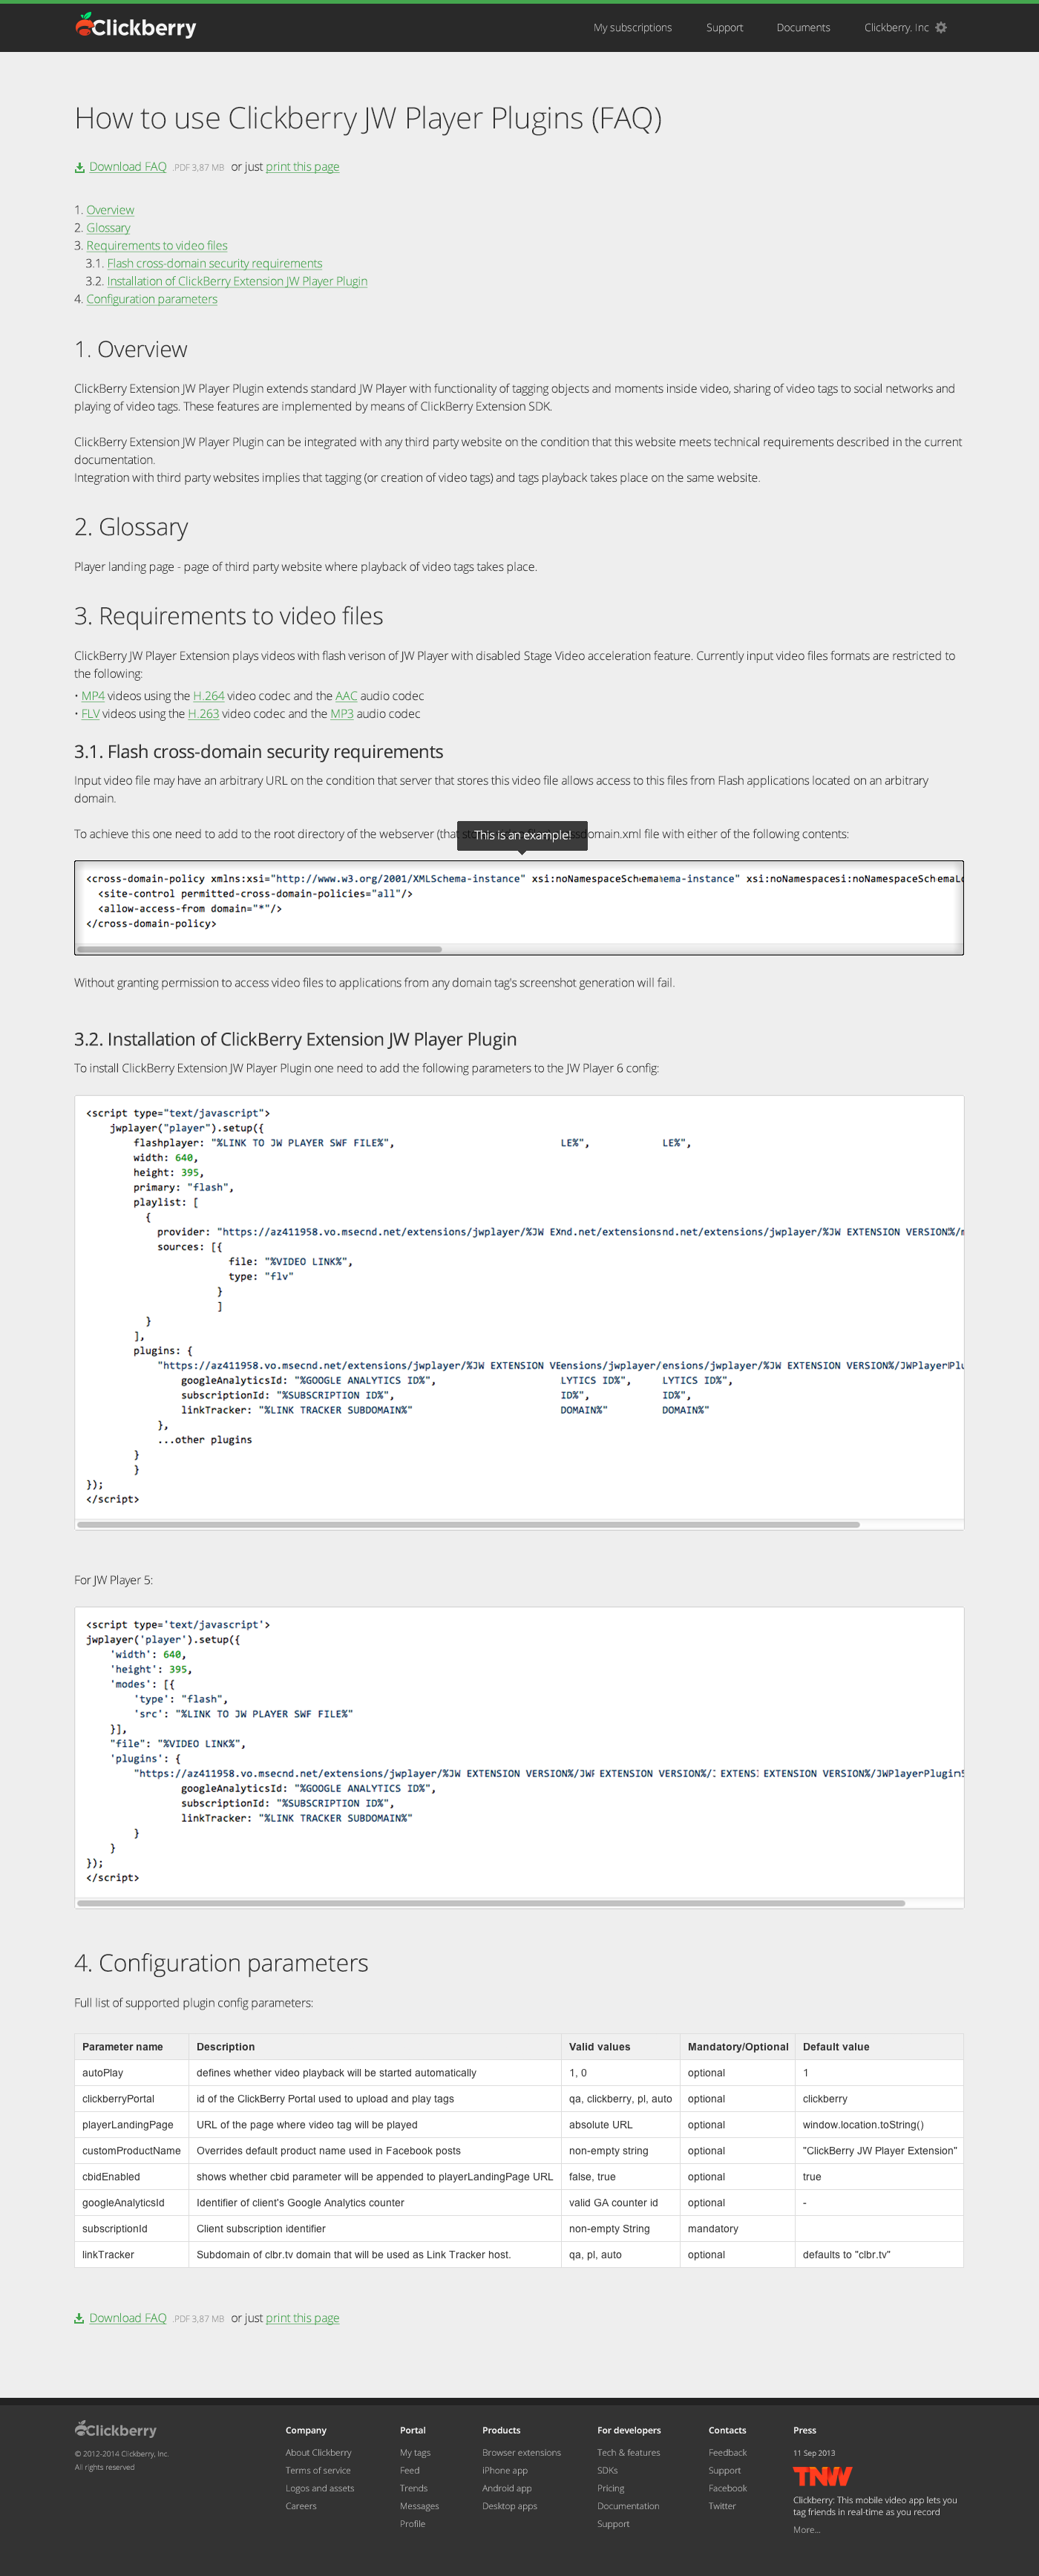 Clickberry
My subscriptions Support Documents Clickberry. Inc
How to use Clickberry JW Player Plugins (FAQ)
Download FAQ .PDF 3,87 MB or just print this page
1. Overview
2. Glossary
3. Requirements to video files
3.1. Flash cross-domain security requirements
3.2. Installation of ClickBerry Extension JW Player Plugin
4. Configuration parameters
1. Overview
ClickBerry Extension JW Player Plugin extends standard JW Player with functionality of tagging objects and moments inside video, sharing of video tags to social networks and
playing of video tags. These features are implemented by means of ClickBerry Extension SDK.
ClickBerry Extension JW Player Plugin can be integrated with any third party website on the condition that this website meets technical requirements described in the current
documentation.
Integration with third party websites implies that tagging (or creation of video tags) and tags playback takes place on the same website.
2. Glossary
Player landing page - page of third party website where playback of video tags takes place.
3. Requirements to video files
ClickBerry JW Player Extension plays videos with flash verison of JW Player with disabled Stage Video acceleration feature. Currently input video files formats are restricted to
the following:
• MP4 videos using the H.264 video codec and the AAC audio codec
• FLV videos using the H.263 video codec and the MP3 audio codec
3.1. Flash cross-domain security requirements
Input video file may have an arbitrary URL on the condition that server that stores this video file allows access to this files from Flash applications located on an arbitrary
domain.
This is an example!
To achieve this one need to add to the root directory of the webserver (that domain.xml file with either of the following contents:
<cross-domain-policy xmlns:xsi="http://www.w3.org/2001/XMLSchema-instance" xsi:noNamespaceSchema-instance" xsi:noNamespacesi:noNamespaceSchemaLo
<site-control permitted-cross-domain-policies="all"/>
<allow-access-from domain="*"/>
</cross-domain-policy>
Without granting permission to access video files to applications from any domain tag's screenshot generation will fail.
3.2. Installation of ClickBerry Extension JW Player Plugin
To install ClickBerry Extension JW Player Plugin one need to add the following parameters to the JW Player 6 config:
<script type="text/javascript">
jwplayer("player").setup({
flashplayer: "%LINK TO JW PLAYER SWF FILE%", LE%", LE%",
width: 640,
height: 395,
primary: "flash",
playlist: [
{
provider: "https://az411958.vo.msecnd.net/extensions/jwplayer/%JW EXnd.net/extensionsnd.net/extensions/jwplayer/%JW EXTENSION VERSION%/
sources: [{
file: "%VIDEO LINK%",
type: "flv"
}
]
}
],
plugins: {
"https://az411958.vo.msecnd.net/extensions/jwplayer/%JW EXTENSION VEensions/jwplayer/ensions/jwplayer/%JW EXTENSION VERSION%/JWPlayerPlu
googleAnalyticsId: "%GOOGLE ANALYTICS ID%", LYTICS ID%", LYTICS ID%",
subscriptionId: "%SUBSCRIPTION ID%", ID%", ID%",
linkTracker: "%LINK TRACKER SUBDOMAIN%" DOMAIN%" DOMAIN%"
},
...other plugins
}
}
});
</script>
For JW Player 5:
<script type='text/javascript'>
jwplayer('player').setup({
'width': 640,
'height': 395,
'modes': [{
'type': "flash",
'src': "%LINK TO JW PLAYER SWF FILE%"
}],
"file": "%VIDEO LINK%",
'plugins': {
"https://az411958.vo.msecnd.net/extensions/jwplayer/%JW EXTENSION VERSION%/JWP EXTENSION VERSION%/ EXTENS EXTENSION VERSION%/JWPlayerPlugin5
googleAnalyticsId: "%GOOGLE ANALYTICS ID%",
subscriptionId: "%SUBSCRIPTION ID%",
linkTracker: "%LINK TRACKER SUBDOMAIN%"
}
}
});
</script>
4. Configuration parameters
Full list of supported plugin config parameters:
Parameter name Description Valid values Mandatory/Optional Default value
autoPlay defines whether video playback will be started automatically 1, 0 optional 1
clickberryPortal id of the ClickBerry Portal used to upload and play tags qa, clickberry, pl, auto optional clickberry
playerLandingPage URL of the page where video tag will be played absolute URL optional window.location.toString()
customProductName Overrides default product name used in Facebook posts non-empty string optional "ClickBerry JW Player Extension"
cbidEnabled shows whether cbid parameter will be appended to playerLandingPage URL false, true optional true
googleAnalyticsId Identifier of client's Google Analytics counter valid GA counter id optional -
subscriptionId Client subscription identifier non-empty String mandatory
linkTracker Subdomain of clbr.tv domain that will be used as Link Tracker host. qa, pl, auto optional defaults to "clbr.tv"
Download FAQ .PDF 3,87 MB or just print this page
Clickberry
© 2012-2014 Clickberry, Inc.
All rights reserved
Company
About Clickberry
Terms of service
Logos and assets
Careers
Portal
My tags
Feed
Trends
Messages
Profile
Products
Browser extensions
iPhone app
Android app
Desktop apps
For developers
Tech & features
SDKs
Pricing
Documentation
Support
Contacts
Feedback
Support
Facebook
Twitter
Press
11 Sep 2013
TNW
Clickberry: This mobile video app lets you
tag friends in real-time as you record
More...